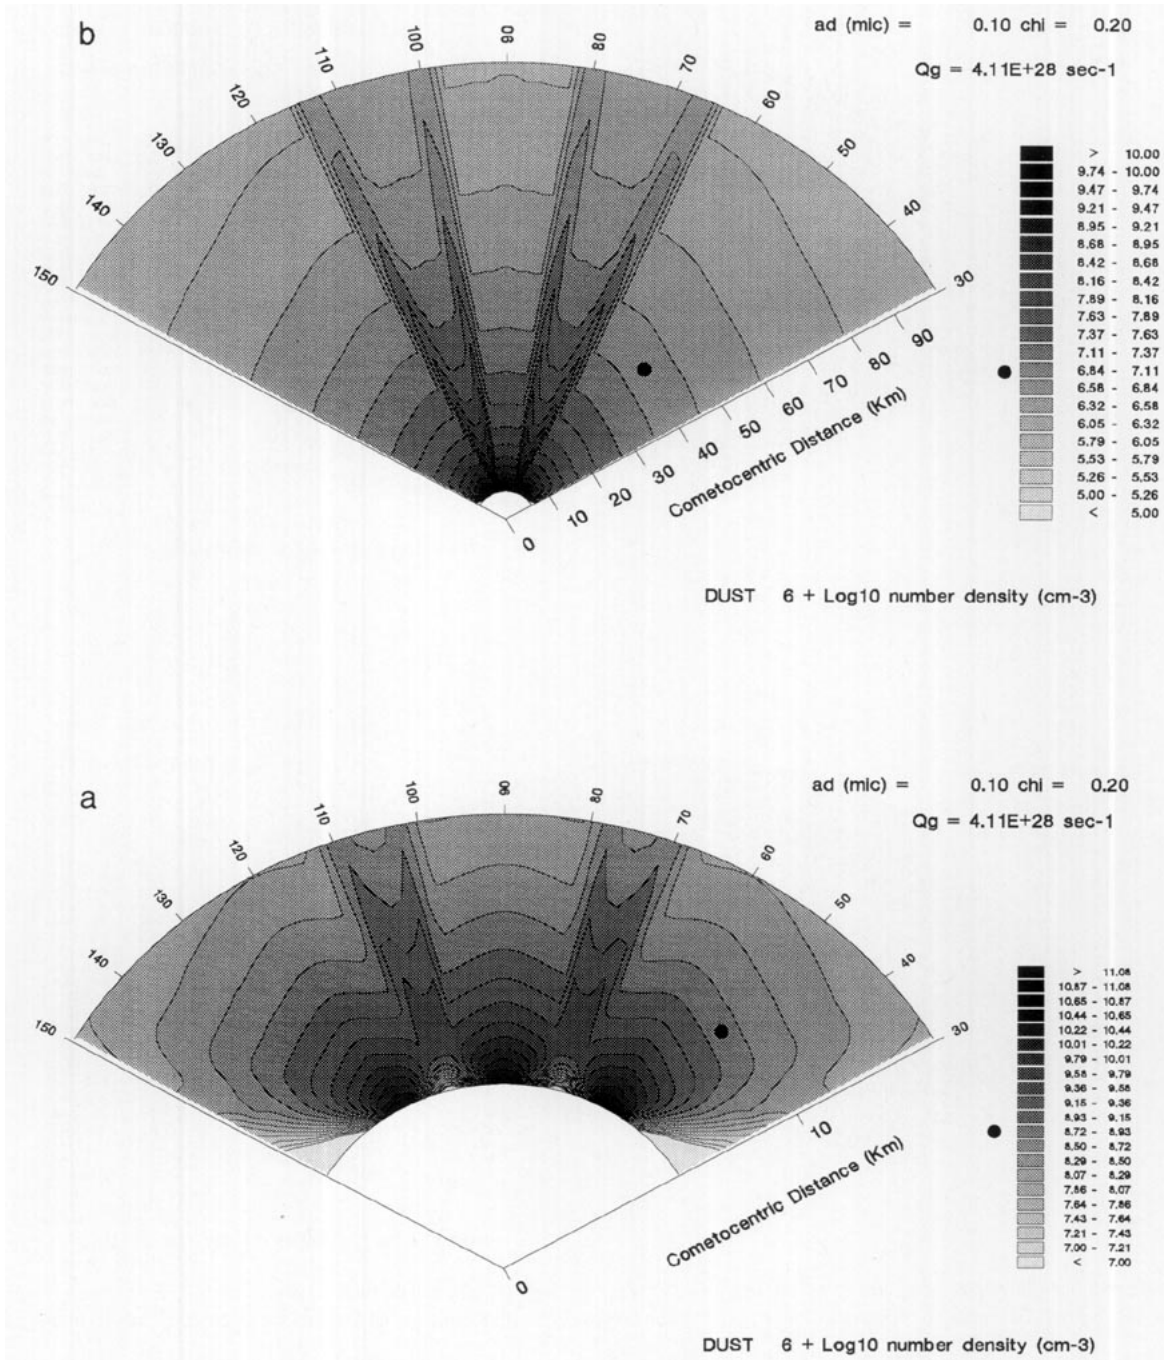 b
ad (mic) = 0.10 chi = 0.20
Qg = 4.11E+28 sec-1
150
140
130
120
110
100
90
80
70
60
50
40
30
> 10.00
9.74 - 10.00
9.47 - 9.74
9.21 - 9.47
8.95 - 9.21
8.68 - 8.95
8.42 - 8.68
8.16 - 8.42
7.89 - 8.16
7.63 - 7.89
7.37 - 7.63
7.11 - 7.37
6.84 - 7.11
6.58 - 6.84
6.32 - 6.58
6.05 - 6.32
5.79 - 6.05
5.53 - 5.79
5.26 - 5.53
5.00 - 5.26
< 5.00
0
10
20
30
40
50
60
70
80
90
Cometocentric Distance (Km)
DUST 6 + Log10 number density (cm-3)
a
ad (mic) = 0.10 chi = 0.20
Qg = 4.11E+28 sec-1
150
140
130
120
110
100
90
80
70
60
50
40
30
> 11.08
10.87 - 11.08
10.65 - 10.87
10.44 - 10.65
10.22 - 10.44
10.01 - 10.22
9.79 - 10.01
9.58 - 9.79
9.36 - 9.58
9.15 - 9.36
8.93 - 9.15
8.72 - 8.93
8.50 - 8.72
8.29 - 8.50
8.07 - 8.29
7.86 - 8.07
7.64 - 7.86
7.43 - 7.64
7.21 - 7.43
7.00 - 7.21
< 7.00
0
10
Cometocentric Distance (Km)
DUST 6 + Log10 number density (cm-3)